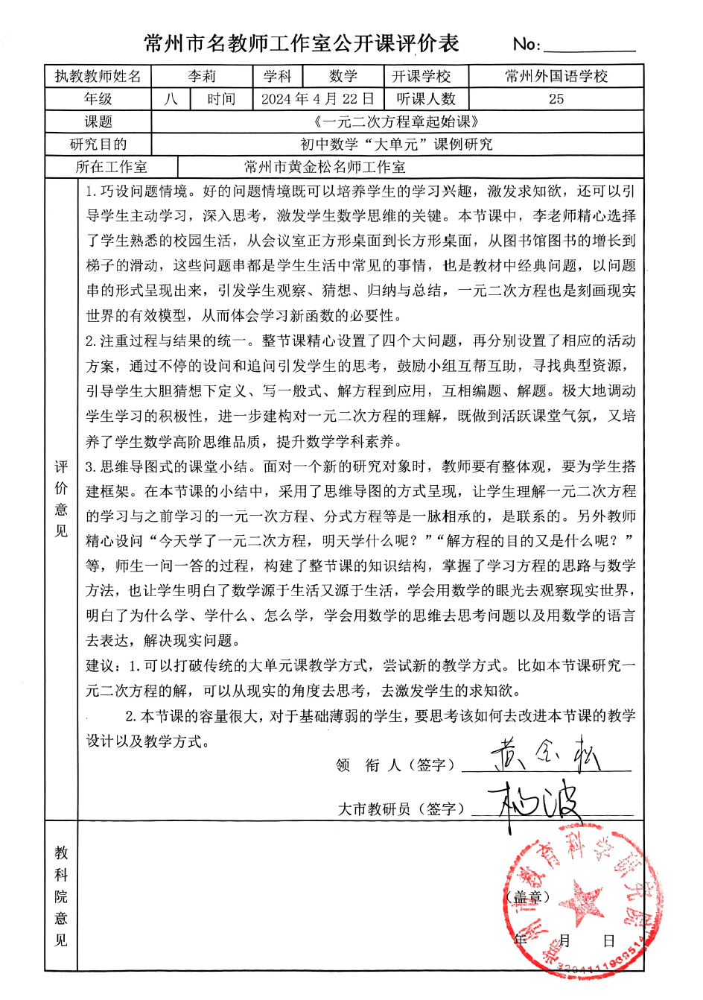 常州市名教师工作室公开课评价表 No:
执教教师姓名 李莉 学科 数学 开课学校 常州外国语学校
年级 八 时间 2024 年 4 月 22 日 听课人数 25
课题 《一元二次方程章起始课》
研究目的 初中数学“大单元”课例研究
所在工作室 常州市黄金松名师工作室
评价意见
1.巧设问题情境。好的问题情境既可以培养学生的学习兴趣，激发求知欲，还可以引
导学生主动学习，深入思考，激发学生数学思维的关键。本节课中，李老师精心选择
了学生熟悉的校园生活，从会议室正方形桌面到长方形桌面，从图书馆图书的增长到
梯子的滑动，这些问题串都是学生生活中常见的事情，也是教材中经典问题，以问题
串的形式呈现出来，引发学生观察、猜想、归纳与总结，一元二次方程也是刻画现实
世界的有效模型，从而体会学习新函数的必要性。
2.注重过程与结果的统一。整节课精心设置了四个大问题，再分别设置了相应的活动
方案，通过不停的设问和追问引发学生的思考，鼓励小组互帮互助，寻找典型资源，
引导学生大胆猜想下定义、写一般式、解方程到应用，互相编题、解题。极大地调动
学生学习的积极性，进一步建构对一元二次方程的理解，既做到活跃课堂气氛，又培
养了学生数学高阶思维品质，提升数学学科素养。
3.思维导图式的课堂小结。面对一个新的研究对象时，教师要有整体观，要为学生搭
建框架。在本节课的小结中，采用了思维导图的方式呈现，让学生理解一元二次方程
的学习与之前学习的一元一次方程、分式方程等是一脉相承的，是联系的。另外教师
精心设问“今天学了一元二次方程，明天学什么呢？”“解方程的目的又是什么呢？”
等，师生一问一答的过程，构建了整节课的知识结构，掌握了学习方程的思路与数学
方法，也让学生明白了数学源于生活又源于生活，学会用数学的眼光去观察现实世界，
明白了为什么学、学什么、怎么学，学会用数学的思维去思考问题以及用数学的语言
去表达，解决现实问题。
建议：1.可以打破传统的大单元课教学方式，尝试新的教学方式。比如本节课研究一
元二次方程的解，可以从现实的角度去思考，去激发学生的求知欲。
2.本节课的容量很大，对于基础薄弱的学生，要思考该如何去改进本节课的教学
设计以及教学方式。
领 衔 人（签字） 黄金松
大市教研员（签字） 杨波
教科院意见
常州市教育科学研究院
（盖章）
年 月 日